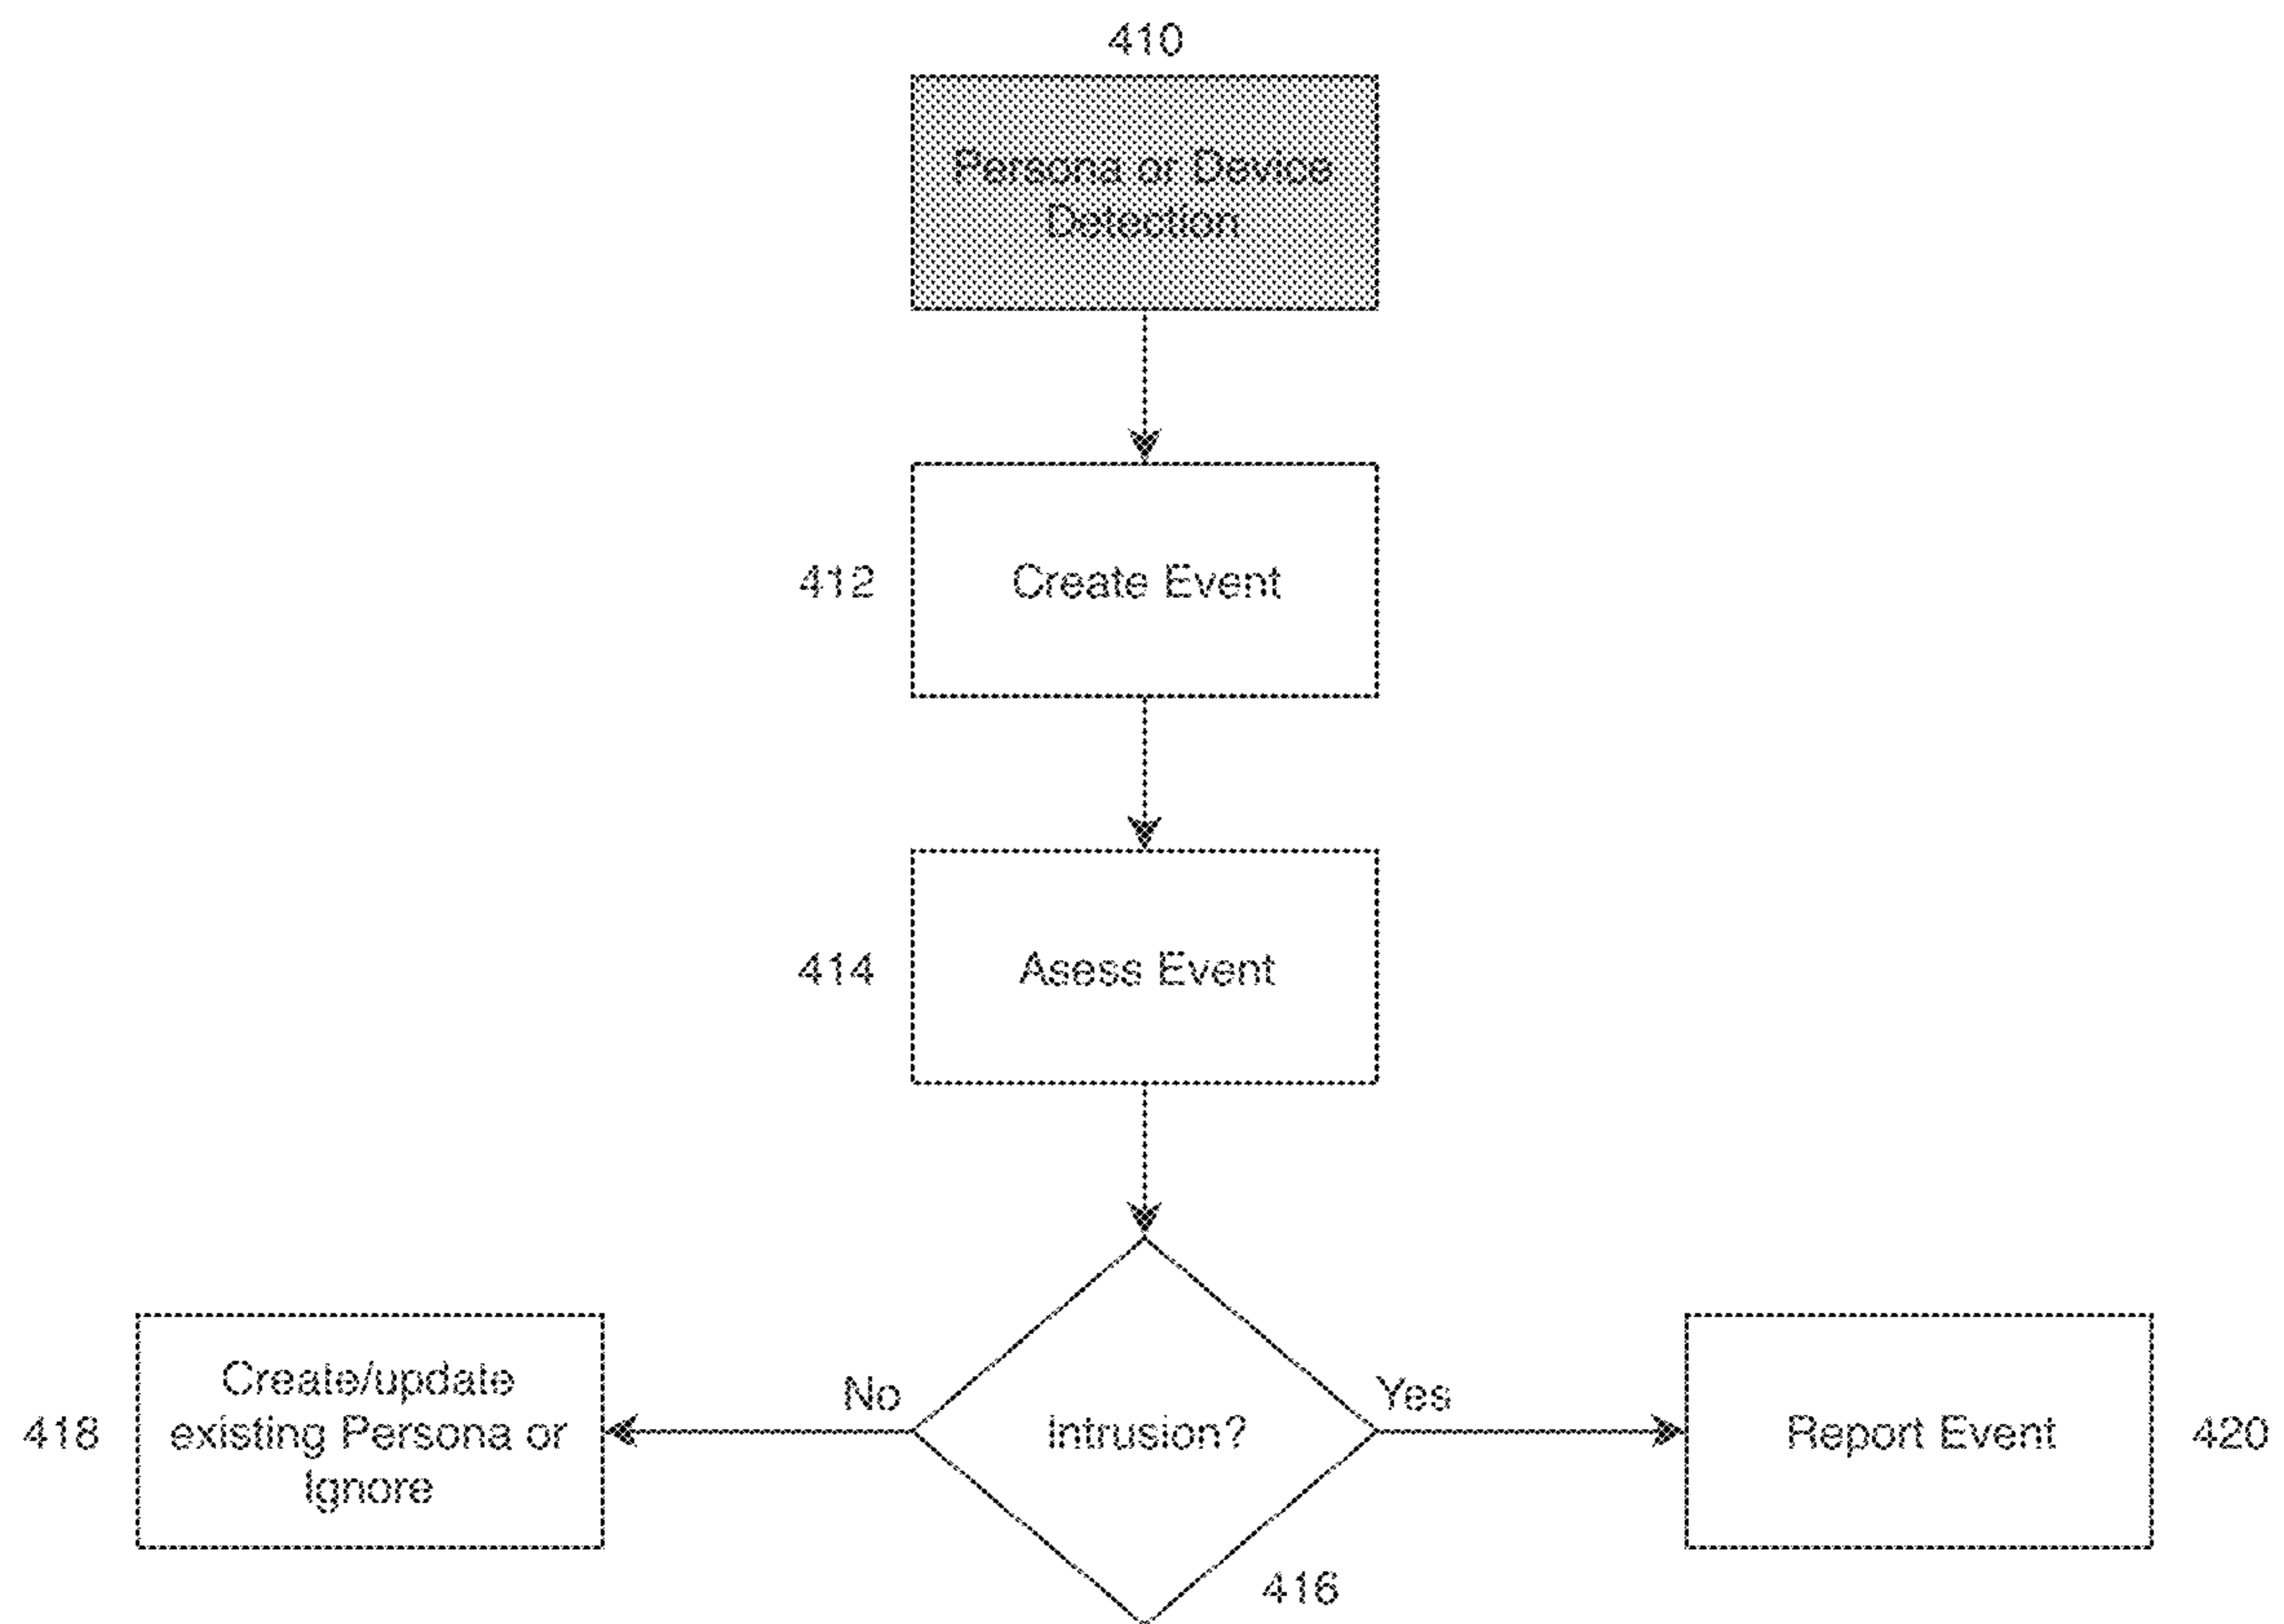 410
Persona or Device
Detection
412
Create Event
414
Asess Event
No
Yes
Create/update
existing Persona or
Ignore
418
Intrusion?
Report Event
420
416